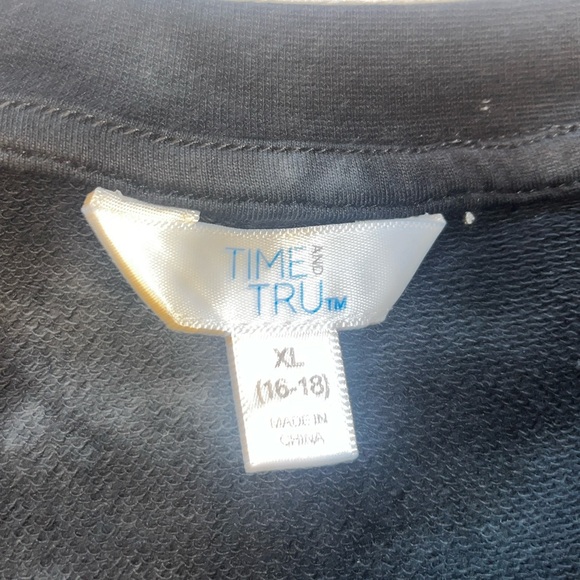 TIME AND
TRU™
XL
(16-18)
MADE IN
CHINA